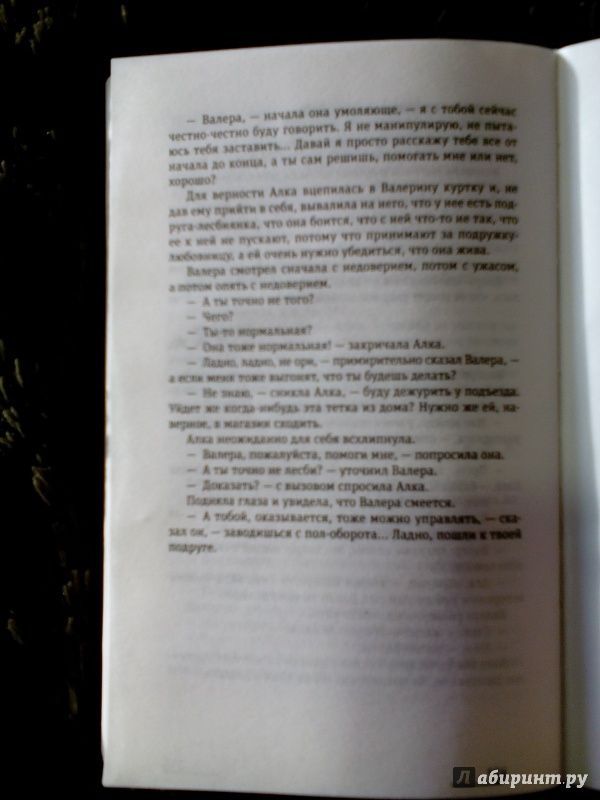 — Валера, — начала она умоляюще, — я с тобой сейчас
честно-честно буду говорить. Я не манипулирую, не пыта-
юсь тебя заставить... Давай я просто расскажу тебе все от
начала до конца, а ты сам решишь, помогать мне или нет,
хорошо?
Для верности Алка вцепилась в Валерину куртку и, не
дав ему прийти в себя, вывалила на него, что у нее есть под-
руга-лесбиянка, что она боится, что с ней что-то не так, что
ее к ней не пускают, потому что принимают за подружку-
любовницу, а ей очень нужно убедиться, что она жива.
Валера смотрел сначала с недоверием, потом с ужасом,
а потом опять с недоверием.
— А ты точно не того?
— Чего?
— Ты-то нормальная?
— Она тоже нормальная! — закричала Алка.
— Ладно, ладно, не ори, — примирительно сказал Валера, —
а если меня тоже выгонят, что ты будешь делать?
— Не знаю, — сникла Алка, — буду дежурить у подъезда.
Уйдет же когда-нибудь эта тетка из дома? Нужно же ей, на-
верное, в магазин сходить.
Алка неожиданно для себя всхлипнула.
— Валера, пожалуйста, помоги мне, — попросила она.
— А ты точно не лесби? — уточнил Валера.
— Доказать? — с вызовом спросила Алка.
Подняла глаза и увидела, что Валера смеется.
— А тобой, оказывается, тоже можно управлять, — ска-
зал он, — заводишься с пол-оборота... Ладно, пошли к твоей
подруге.
Лабиринт.ру